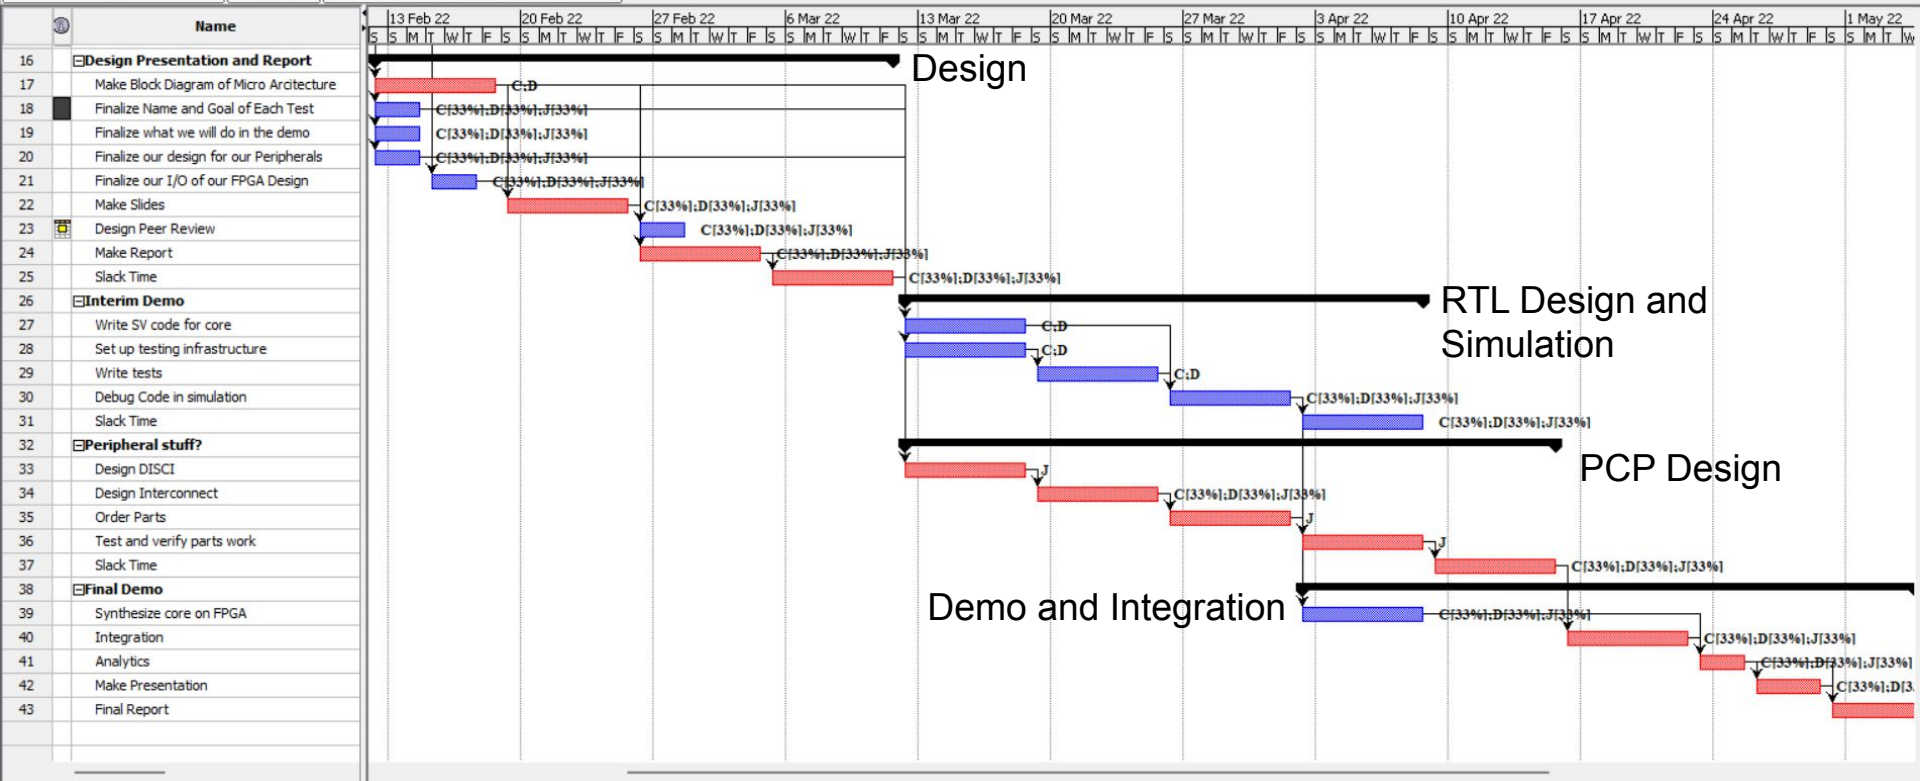 Name
13 Feb 22 20 Feb 22 27 Feb 22 6 Mar 22 13 Mar 22 20 Mar 22 27 Mar 22 3 Apr 22 10 Apr 22 17 Apr 22 24 Apr 22 1 May 22
S S M T W T F S S M T W T F S S M T W T F S S M T W T F S S M T W T F S S M T W T F S S M T W T F S S M T W T F S S M T W T F S S M T W T F S S M T W T F S S M T W
16 Design Presentation and Report
Design
17 Make Block Diagram of Micro Arcitecture C;D
18 Finalize Name and Goal of Each Test C[33%];D[33%];J[33%]
19 Finalize what we will do in the demo C[33%];D[33%];J[33%]
20 Finalize our design for our Peripherals C[33%];D[33%];J[33%]
21 Finalize our I/O of our FPGA Design C[33%];D[33%];J[33%]
22 Make Slides C[33%];D[33%];J[33%]
23 Design Peer Review C[33%];D[33%];J[33%]
24 Make Report C[33%];D[33%];J[33%]
25 Slack Time C[33%];D[33%];J[33%]
26 Interim Demo
RTL Design and
Simulation
27 Write SV code for core C;D
28 Set up testing infrastructure C;D
29 Write tests C;D
30 Debug Code in simulation C[33%];D[33%];J[33%]
31 Slack Time C[33%];D[33%];J[33%]
32 Peripheral stuff?
PCP Design
33 Design DISCI J
34 Design Interconnect C[33%];D[33%];J[33%]
35 Order Parts J
36 Test and verify parts work J
37 Slack Time C[33%];D[33%];J[33%]
38 Final Demo
Demo and Integration
39 Synthesize core on FPGA C[33%];D[33%];J[33%]
40 Integration C[33%];D[33%];J[33%]
41 Analytics C[33%];D[33%];J[33%]
42 Make Presentation C[33%];D[3
43 Final Report